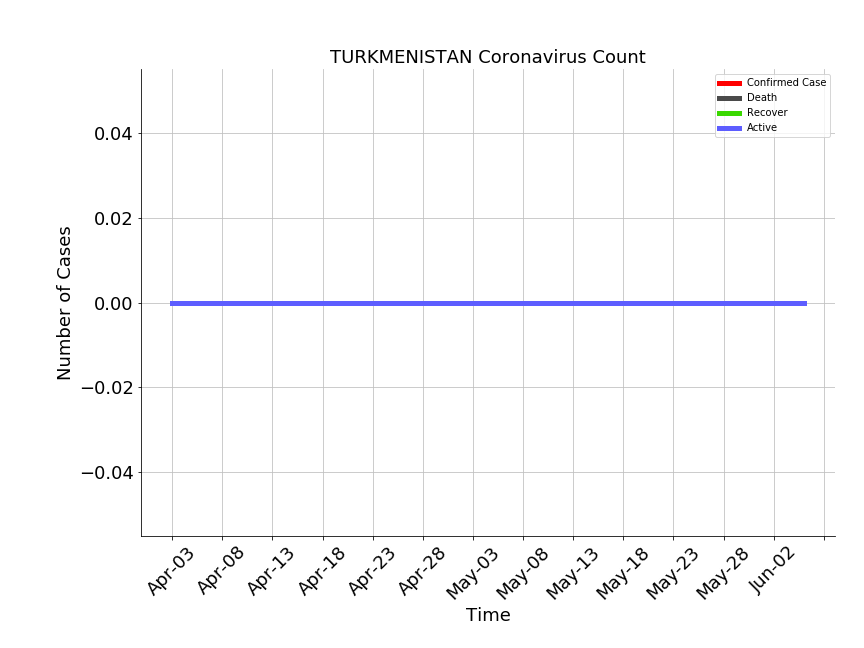 TURKMENISTAN Coronavirus Count
Confirmed Case
Death
Recover
Active
0.04
0.02
0.00
−0.02
−0.04
Number of Cases
Apr-03
Apr-08
Apr-13
Apr-18
Apr-23
Apr-28
May-03
May-08
May-13
May-18
May-23
May-28
Jun-02
Time